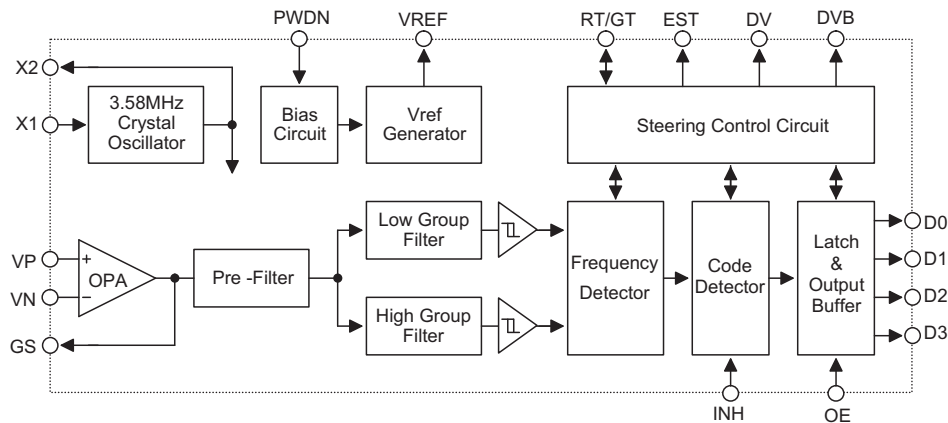 PWDN
VREF
RT/GT
EST
DV
DVB
X2
X1
3.58MHz
Crystal
Oscillator
Bias
Circuit
Vref
Generator
Steering Control Circuit
VP
VN
GS
+
−
OPA
Pre -Filter
Low Group
Filter
High Group
Filter
Frequency
Detector
Code
Detector
Latch
&
Output
Buffer
D0
D1
D2
D3
INH
OE